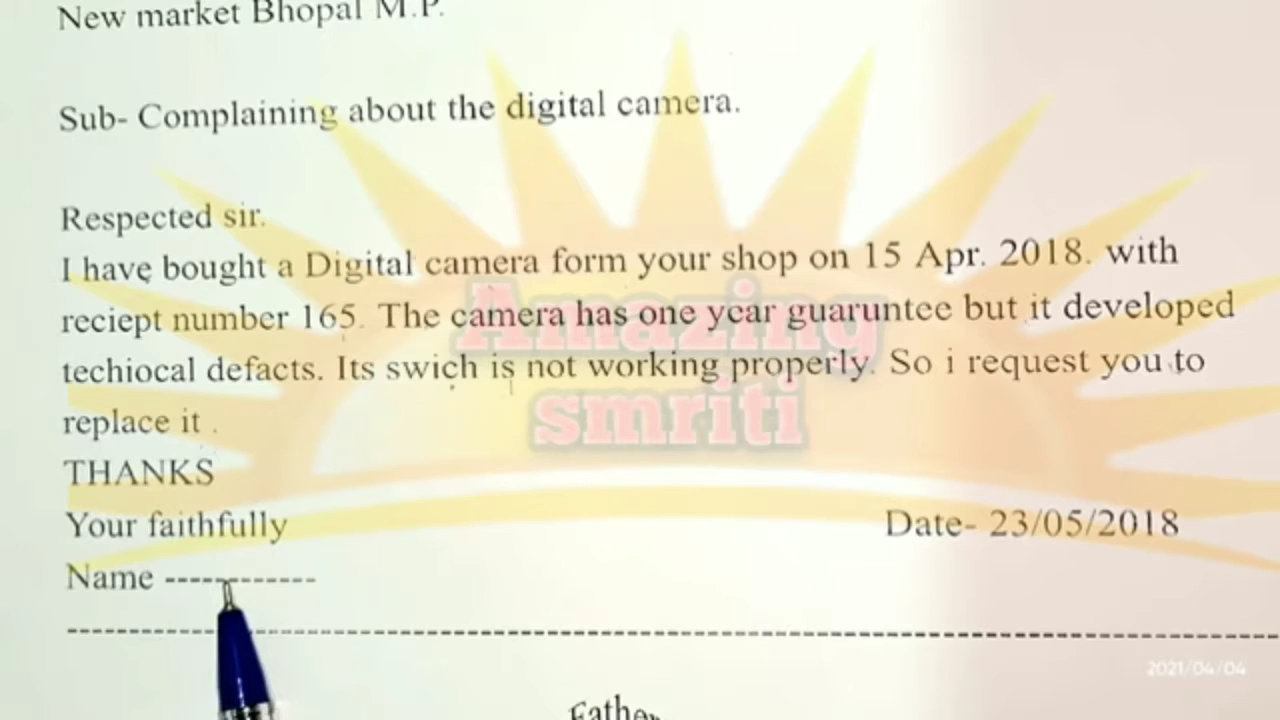 New market Bhopal M.P.
Sub- Complaining about the digital camera.
Respected sir.
I have bought a Digital camera form your shop on 15 Apr. 2018. with
reciept number 165. The camera has one year guaruntee but it developed
techiocal defacts. Its swich is not working properly. So i request you to
replace it .
THANKS
Your faithfully
Date- 23/05/2018
Name -----------
Amazing
smriti
2021/04/04